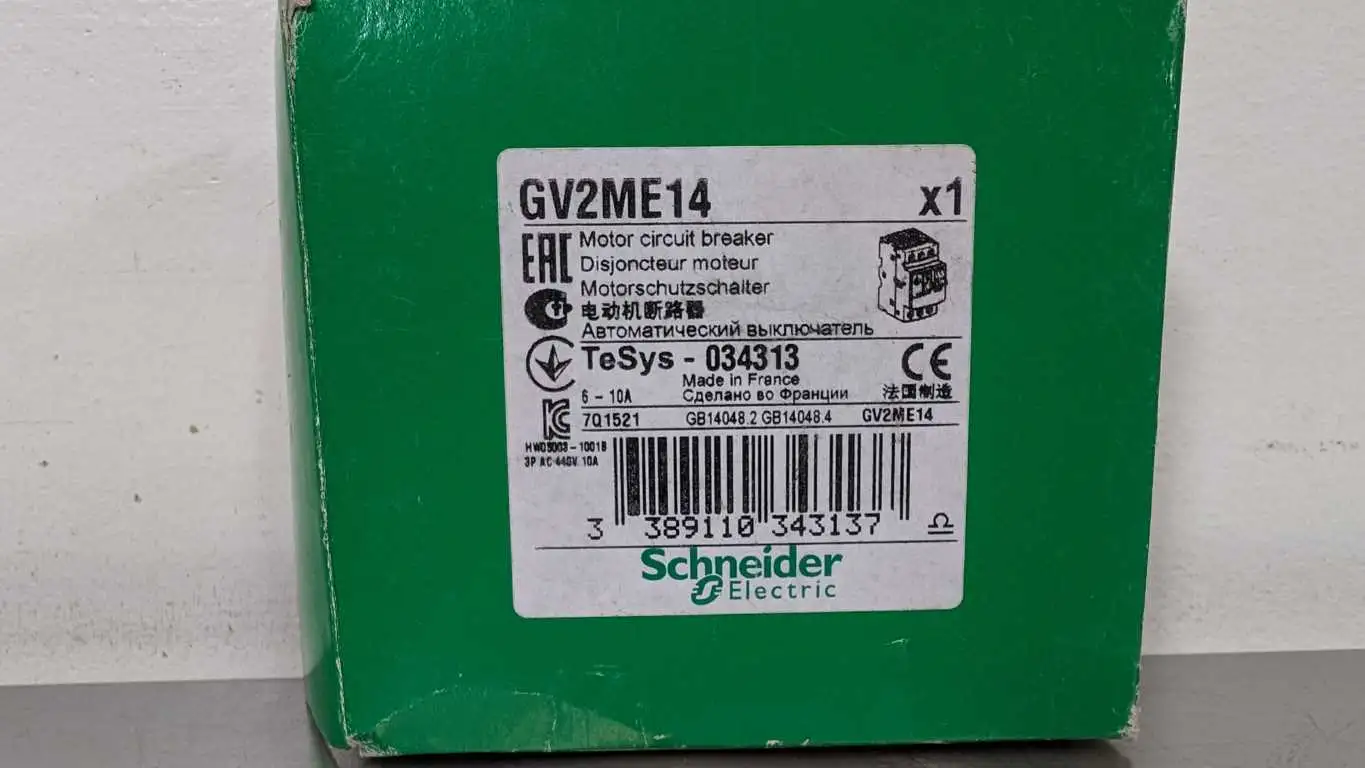 GV2ME14 x1
EAC
Motor circuit breaker
Disjoncteur moteur
Motorschutzschalter
电动机断路器
Автоматический выключатель
TeSys - 034313 CE
Made in France
6 - 10A Сделано во Франции 法国制造
7Q1521 GB14048.2 GB14048.4 GV2ME14
3P AC 440V 10A
3 389110 343137
Schneider
Electric